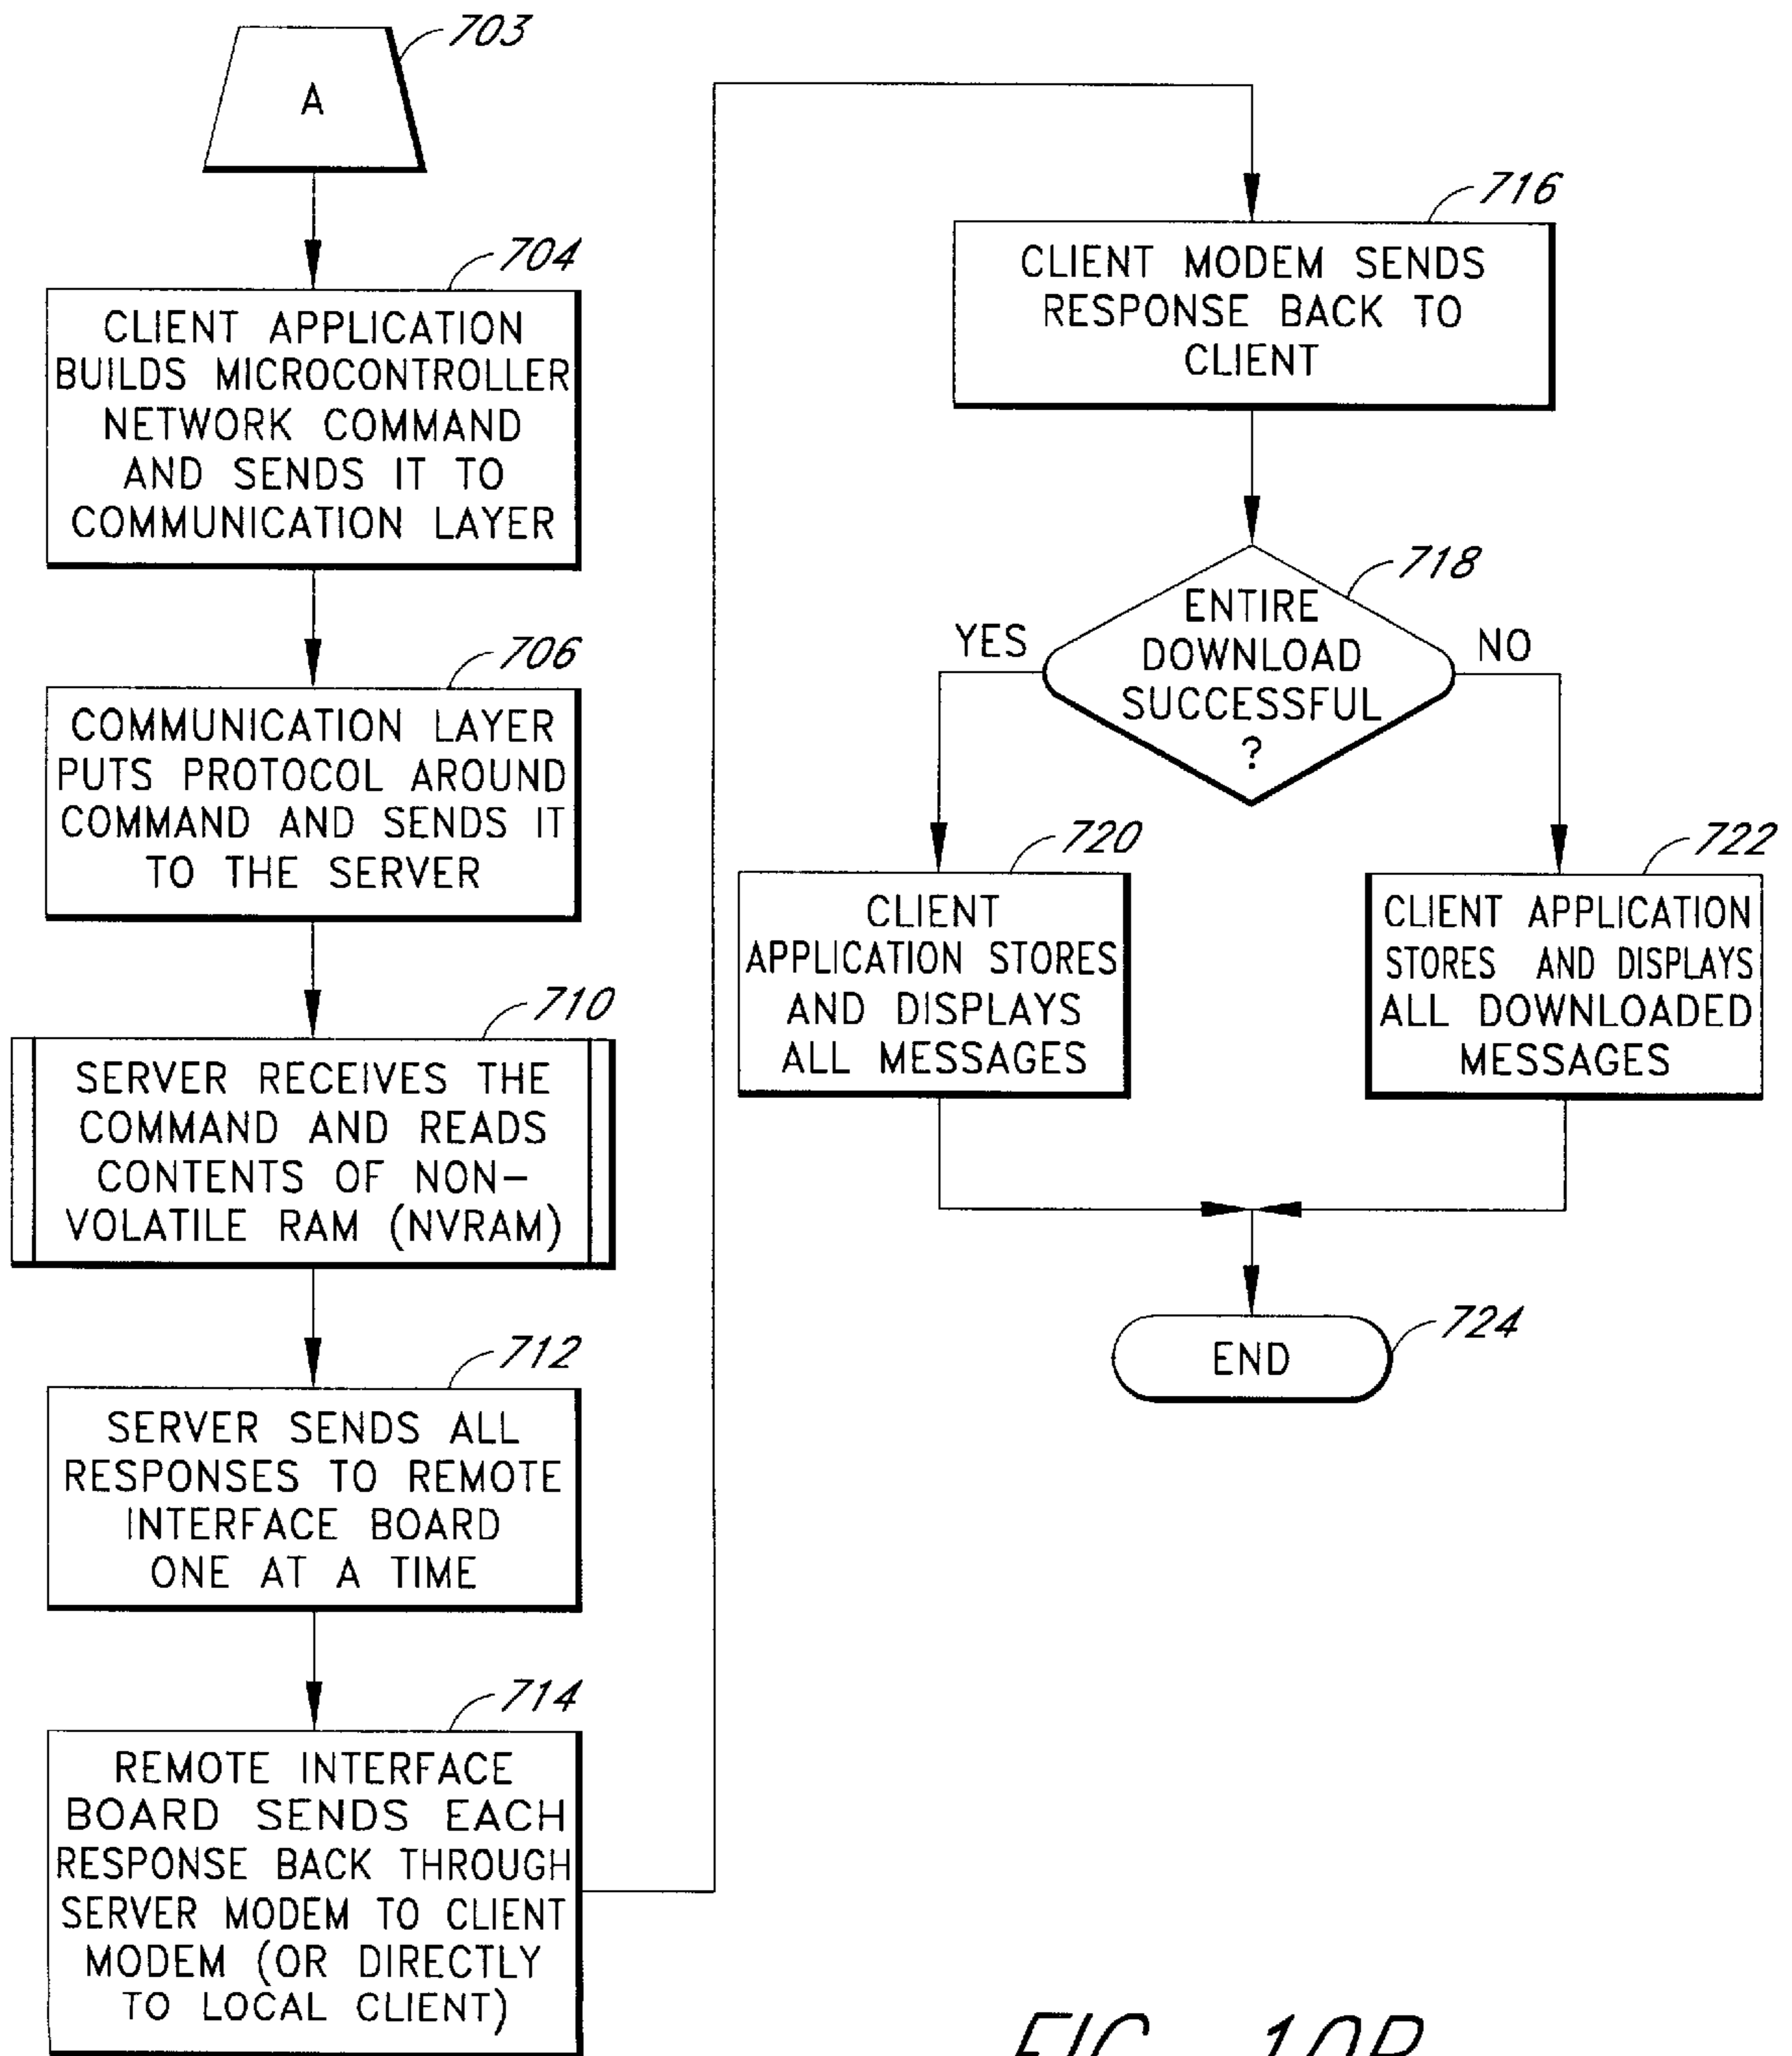 703
A
704
CLIENT APPLICATION
BUILDS MICROCONTROLLER
NETWORK COMMAND
AND SENDS IT TO
COMMUNICATION LAYER
706
COMMUNICATION LAYER
PUTS PROTOCOL AROUND
COMMAND AND SENDS IT
TO THE SERVER
710
SERVER RECEIVES THE
COMMAND AND READS
CONTENTS OF NON-
VOLATILE RAM (NVRAM)
712
SERVER SENDS ALL
RESPONSES TO REMOTE
INTERFACE BOARD
ONE AT A TIME
714
REMOTE INTERFACE
BOARD SENDS EACH
RESPONSE BACK THROUGH
SERVER MODEM TO CLIENT
MODEM (OR DIRECTLY
TO LOCAL CLIENT)
716
CLIENT MODEM SENDS
RESPONSE BACK TO
CLIENT
718
ENTIRE
DOWNLOAD
SUCCESSFUL
?
YES
NO
720
CLIENT
APPLICATION STORES
AND DISPLAYS
ALL MESSAGES
722
CLIENT APPLICATION
STORES AND DISPLAYS
ALL DOWNLOADED
MESSAGES
END
724
FIG. 10B